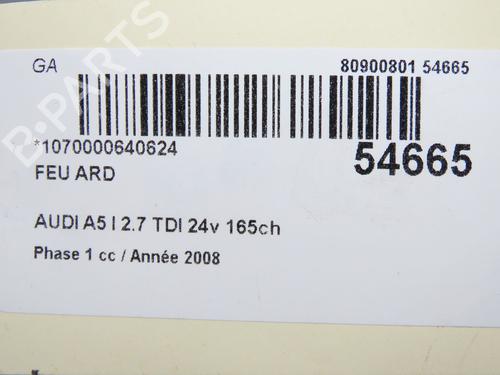 GA 80900801 54665
*1070000640624 54665
FEU ARD
AUDI A5 I 2.7 TDI 24v 165ch
Phase 1 cc / Année 2008
B-PARTS